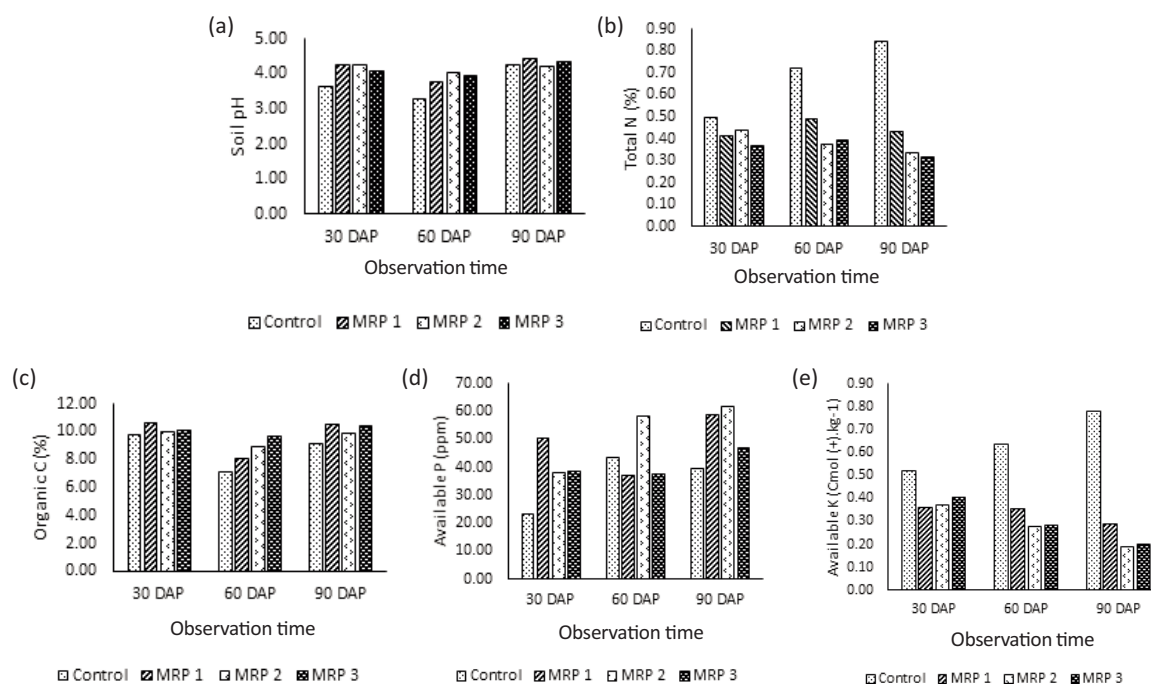 (a)
5.00
4.00
3.00
2.00
1.00
0.00
Soil pH
30 DAP 60 DAP 90 DAP
Observation time
Control MRP 1 MRP 2 MRP 3
(b)
0.90
0.80
0.70
0.60
0.50
0.40
0.30
0.20
0.10
0.00
Total N (%)
30 DAP 60 DAP 90 DAP
Observation time
Control MRP 1 MRP 2 MRP 3
(c)
12.00
10.00
8.00
6.00
4.00
2.00
0.00
Organic C (%)
30 DAP 60 DAP 90 DAP
Observation time
Control MRP 1 MRP 2 MRP 3
(d)
70.00
60.00
50.00
40.00
30.00
20.00
10.00
0.00
Available P (ppm)
30 DAP 60 DAP 90 DAP
Observation time
Control MRP 1 MRP 2 MRP 3
(e)
0.90
0.80
0.70
0.60
0.50
0.40
0.30
0.20
0.10
0.00
Available K (Cmol (+).kg-1)
30 DAP 60 DAP 90 DAP
Observation time
Control MRP 1 MRP 2 MRP 3